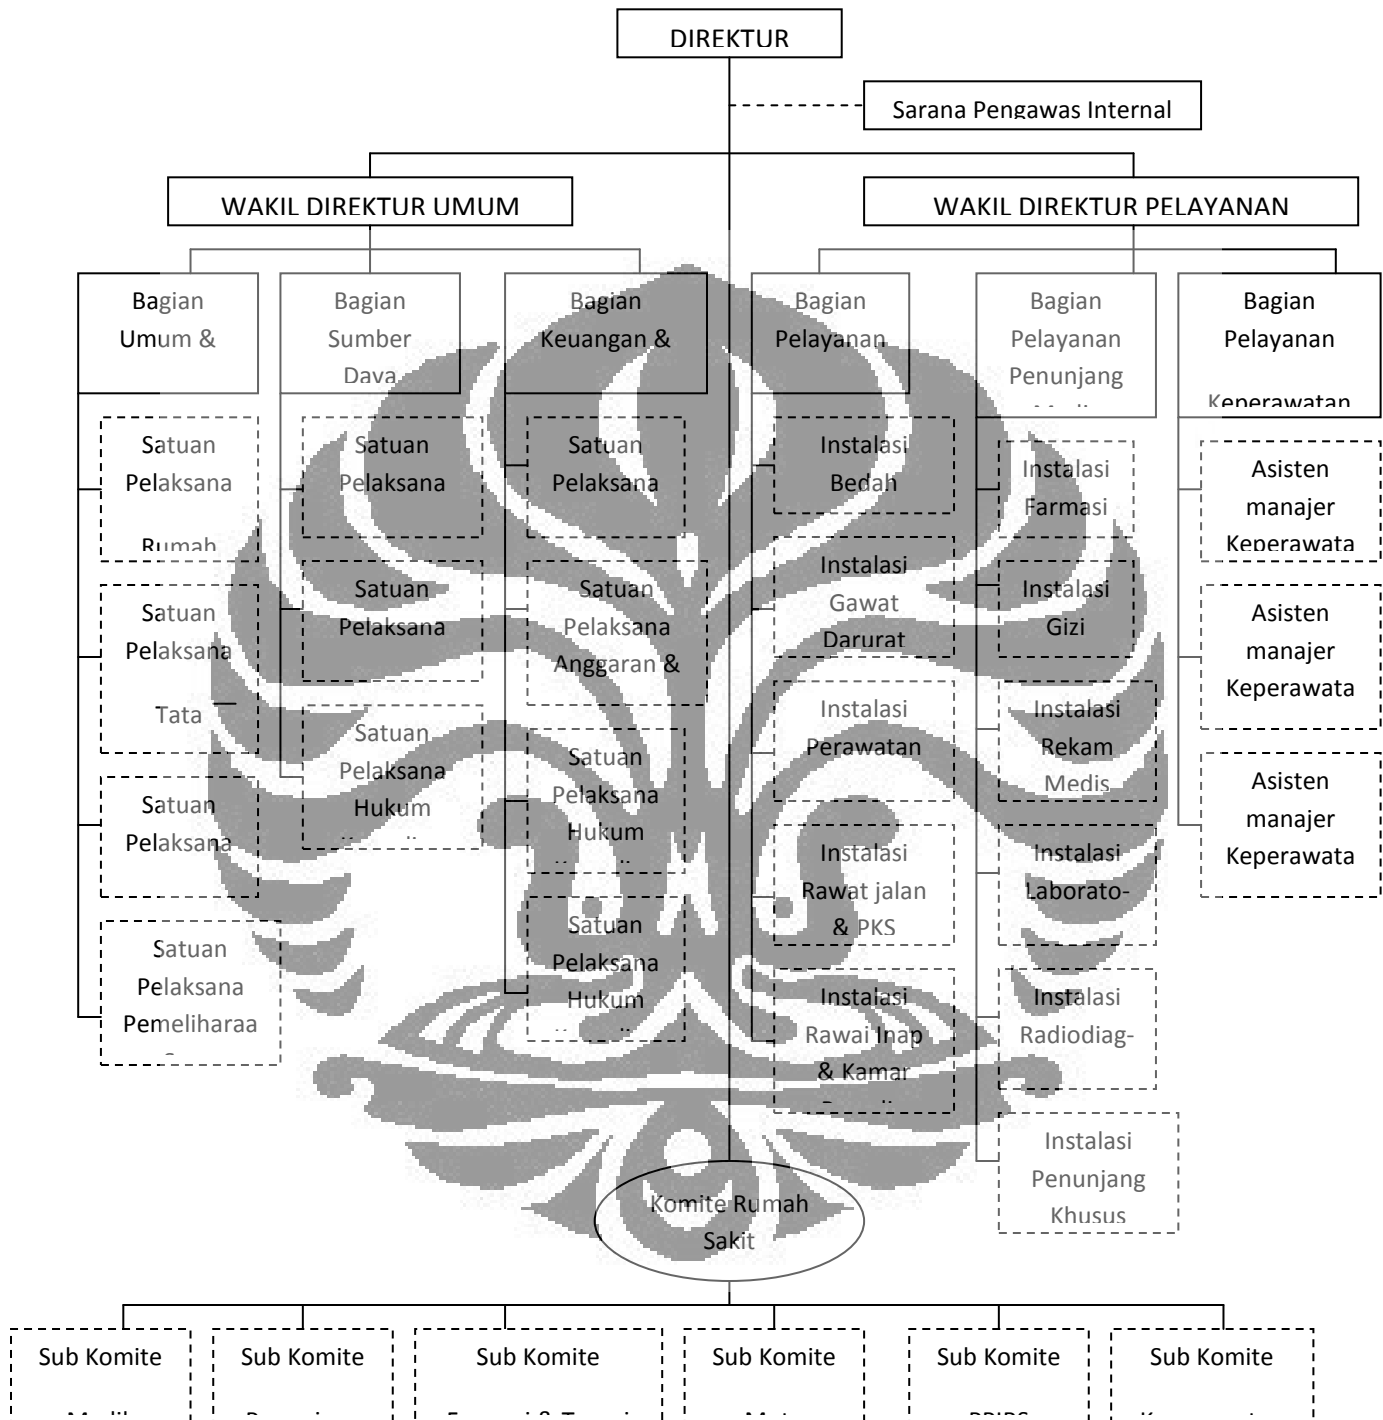 DIREKTUR
Sarana Pengawas Internal
WAKIL DIREKTUR UMUM
WAKIL DIREKTUR PELAYANAN
Bagian
Umum &
Bagian
Sumber
Daya
Bagian
Keuangan &
Bagian
Pelayanan
Bagian
Pelayanan
Penunjang
Bagian
Pelayanan
Keperawatan
Satuan
Pelaksana
Rumah
Satuan
Pelaksana
Tata
Satuan
Pelaksana
Satuan
Pelaksana
Pemeliharaa
Satuan
Pelaksana
Satuan
Pelaksana
Satuan
Pelaksana
Hukum
Satuan
Pelaksana
Satuan
Pelaksana
Anggaran &
Satuan
Pelaksana
Hukum
Satuan
Pelaksana
Hukum
Instalasi
Bedah
Instalasi
Gawat
Darurat
Instalasi
Perawatan
Instalasi
Rawat jalan
& PKS
Instalasi
Rawai Inap
& Kamar
Instalasi
Farmasi
Instalasi
Gizi
Instalasi
Rekam
Medis
Instalasi
Laborato-
Instalasi
Radiodiag-
Instalasi
Penunjang
Khusus
Asisten
manajer
Keperawata
Asisten
manajer
Keperawata
Asisten
manajer
Keperawata
Komite Rumah
Sakit
Sub Komite
Sub Komite
Sub Komite
Sub Komite
Sub Komite
Sub Komite